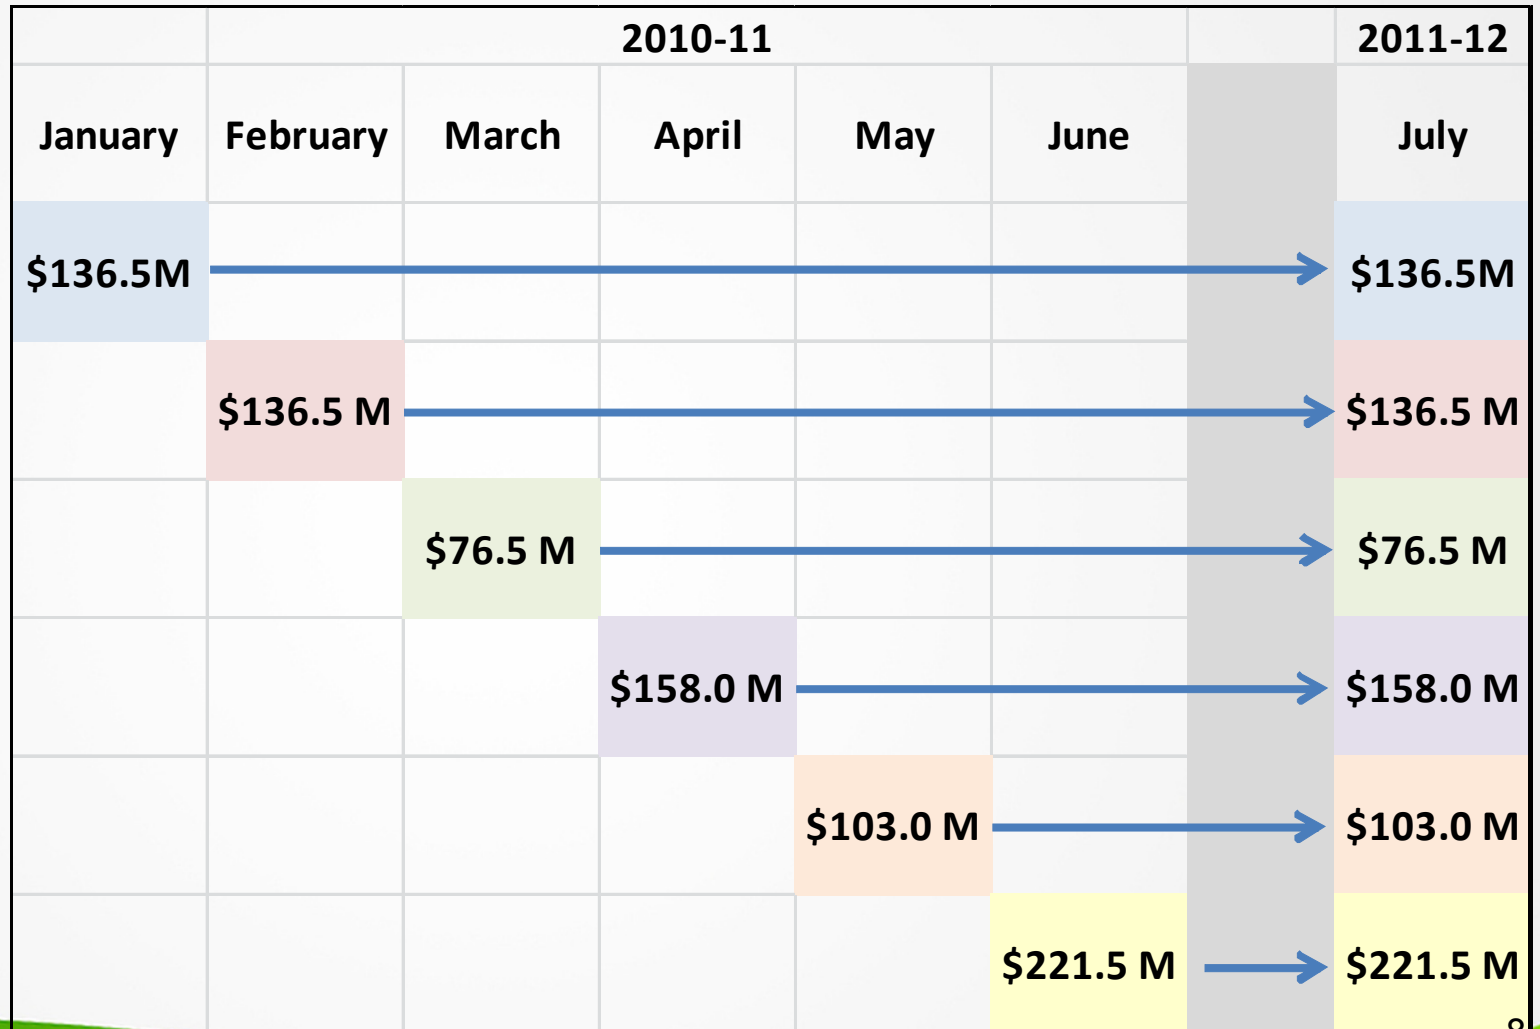 2010-11 2011-12
January February March April May June July
$136.5M $136.5M
$136.5 M $136.5 M
$76.5 M $76.5 M
$158.0 M $158.0 M
$103.0 M $103.0 M
$221.5 M $221.5 M